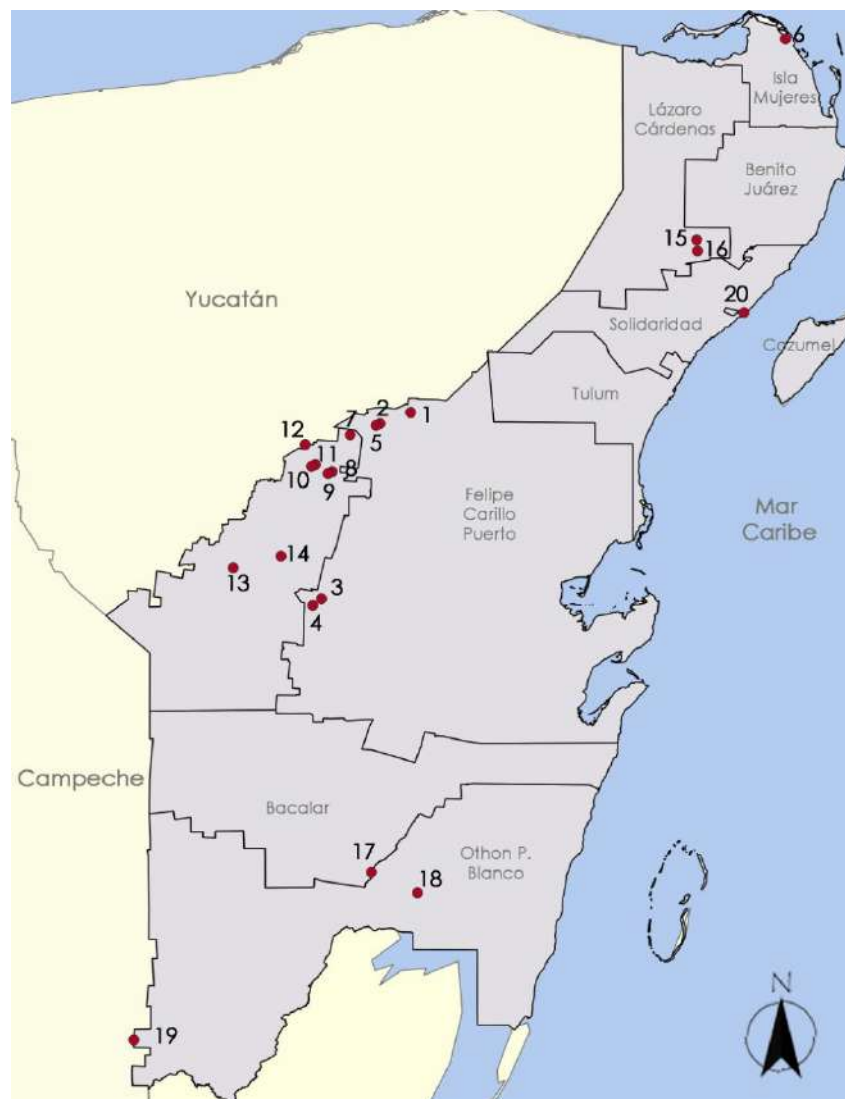 6
Isla
Mujeres
Lázaro
Cárdenas
Benito
Juárez
15
16
Yucatán
20
Solidaridad
Cozumel
Tulum
1
2
5
7
12
11
10
8
9
Felipe
Carillo
Puerto
Mar
Caribe
14
13
3
4
Campeche
Bacalar
17
Othon P.
Blanco
18
N
19